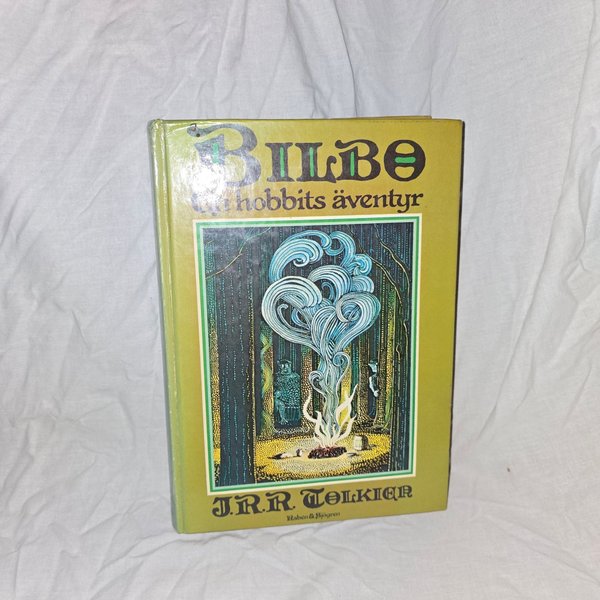 BILBO
En hobbits äventyr
J.R.R. TOLKIEN
Rabén & Sjögren